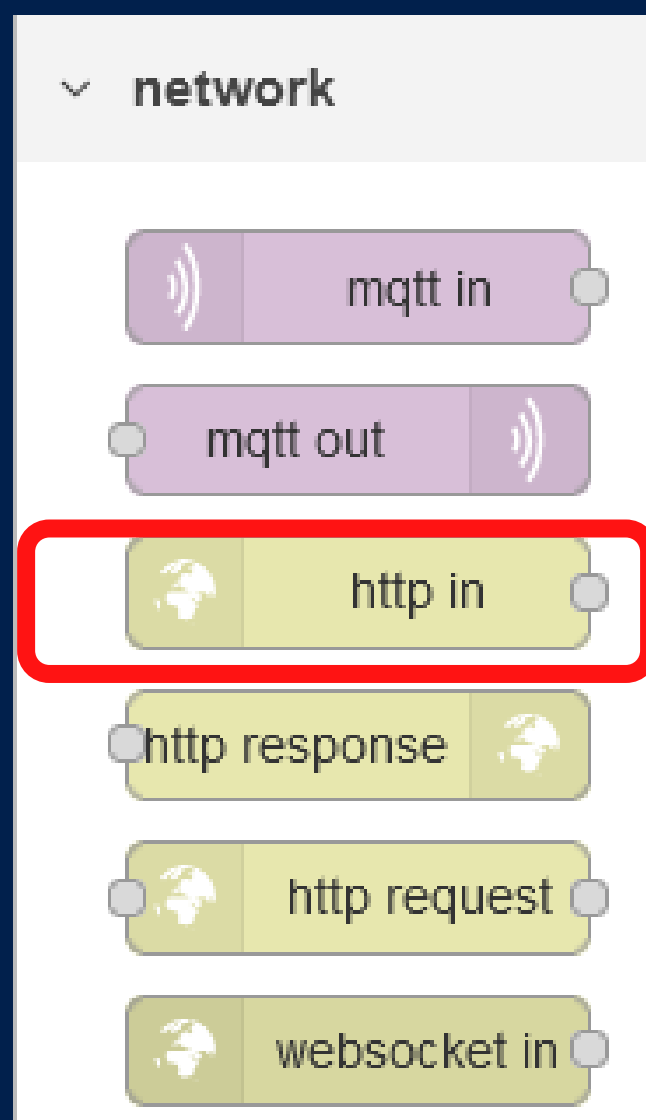 network
mqtt in
mqtt out
http in
http response
http request
websocket in